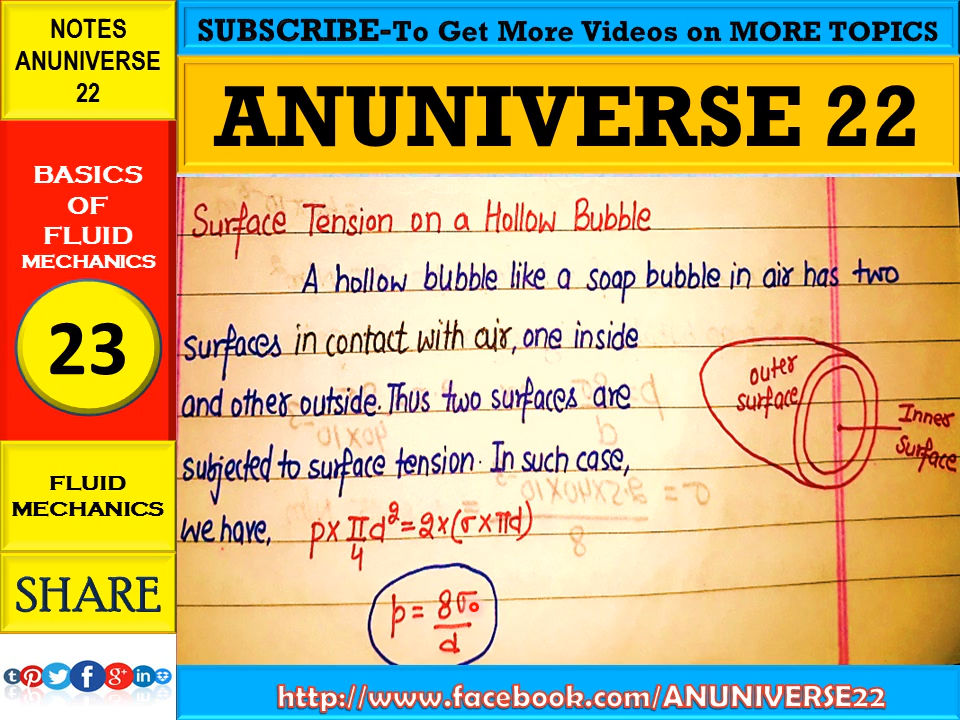 NOTES
ANUNIVERSE
22
SUBSCRIBE-To Get More Videos on MORE TOPICS
ANUNIVERSE 22
BASICS
OF
FLUID
MECHANICS
23
FLUID
MECHANICS
SHARE
Surface Tension on a Hollow Bubble
A hollow bubble like a soap bubble in air has two
surfaces in contact with air, one inside
and other, outside. Thus two surfaces are
subjected to surface tension. In such case,
we have, p× π/4 d² = 2×(σ×πd)
p = 8σ/d
outer
surface
Inner
Surface
http://www.facebook.com/ANUNIVERSE22